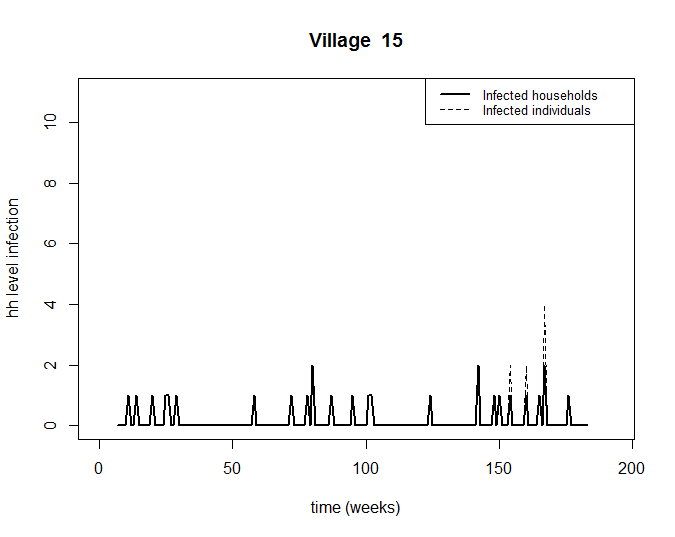 Village 15
Infected households
Infected individuals
hh level infection
10
8
6
4
2
0
0 50 100 150 200
time (weeks)